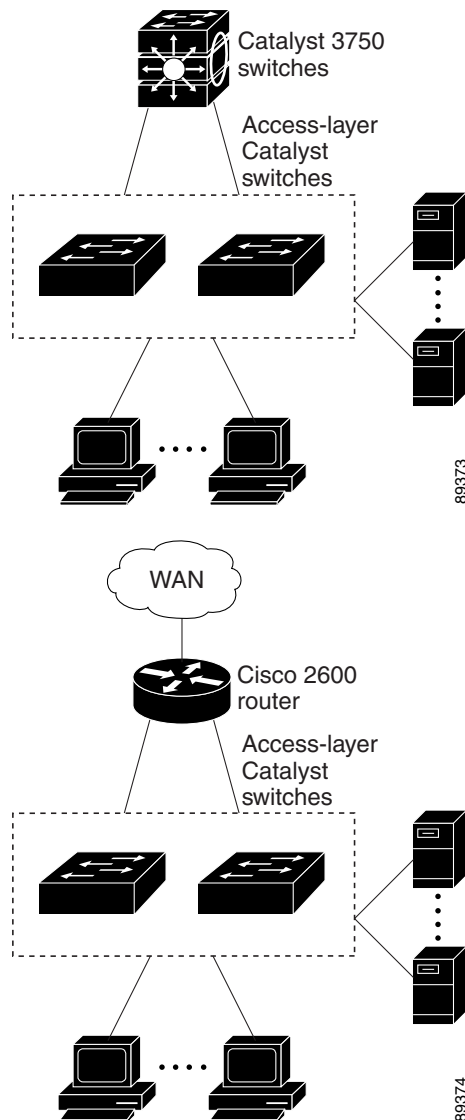 Catalyst 3750
switches
Access-layer
Catalyst
switches
89373
WAN
Cisco 2600
router
Access-layer
Catalyst
switches
89374